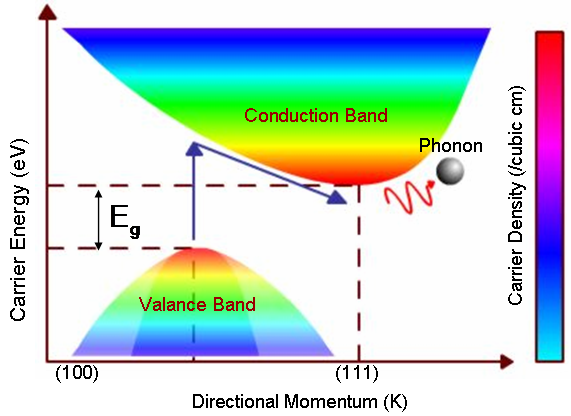 Carrier Energy (eV)
Conduction Band
Phonon
Eg
Valance Band
(100)
(111)
Directional Momentum (K)
Carrier Density (/cubic cm)